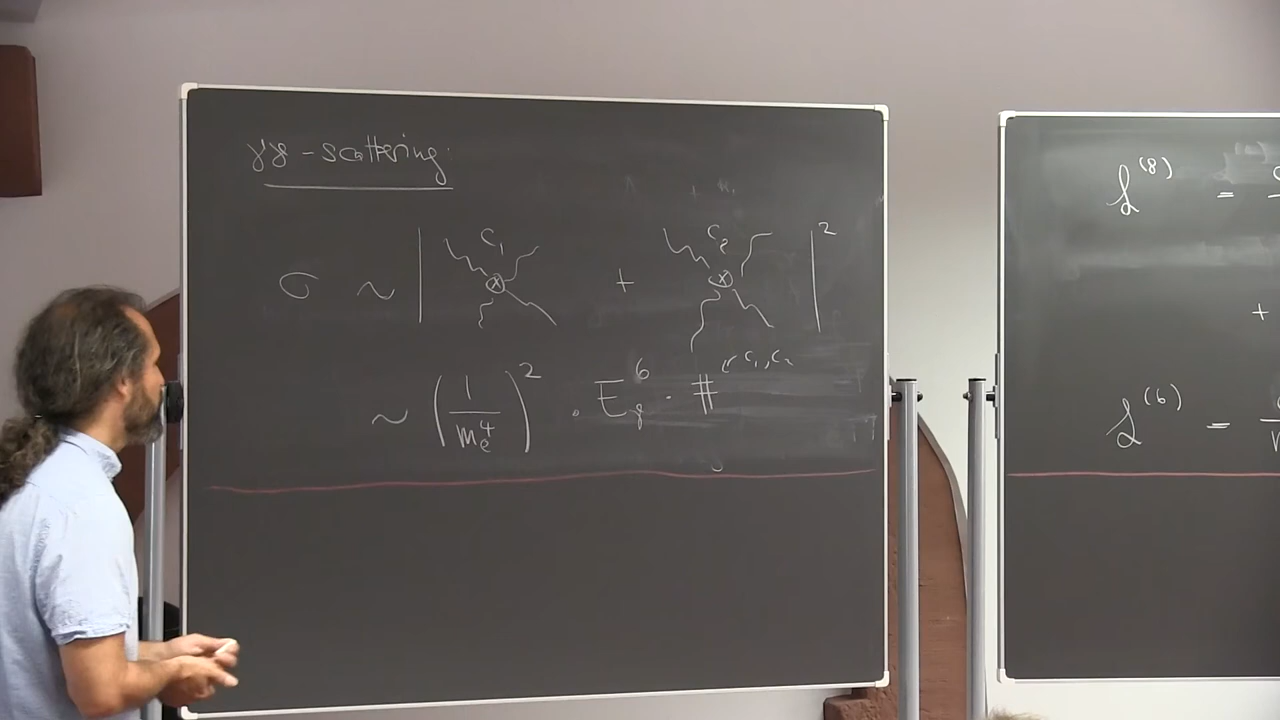 γγ-scattering:
σ ~ | C₁ + C₂ |²
~ (1/mₑ⁴)² · E_γ⁶ · # ← C₁, C₂
ℒ⁽⁸⁾ =
+
ℒ⁽⁶⁾ =